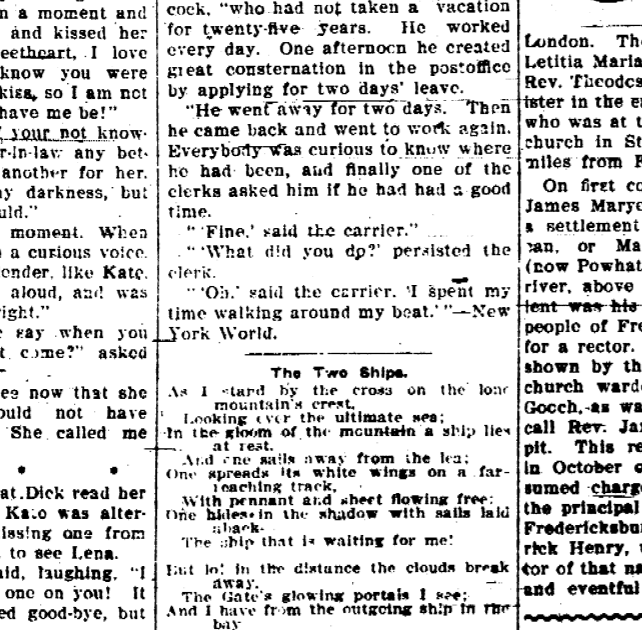 n a moment and
and kissed her
eetheart, I love
know you were
kiss, so I am not
have me be!"
your not know-
r-in-law any bet-
another for her.
y darkness, but
uld."
moment. When
a curious voice.
ender, like Kate.
aloud, and was
ight."
say when you
t come?" asked
ee now that she
ould not have
She called me
at Dick read her
Kate was alter-
issing one from
to see Lena.
aid, laughing, "I
one on you! It
ed good-bye, but
cock, "who had not taken a vacation
for twenty-five years. He worked
every day. One afternoon he created
great consternation in the postoffice
by applying for two days' leave.
"He went away for two days. Then
he came back and went to work again.
Everybody was curious to know where
he had been, and finally one of the
clerks asked him if he had had a good
time.
"'Fine,' said the carrier."
"'What did you do?' persisted the
clerk.
"'Oh,' said the carrier, 'I spent my
time walking around my beat.'"—New
York World.
The Two Ships.
As I stand by the cross on the lone
mountain's crest,
Looking over the ultimate sea;
In the gloom of the mountain a ship lies
at rest,
And one sails away from the lea;
One spreads its white wings on a far-
reaching track,
With pennant and sheet flowing free;
One hides in the shadow with sails laid
aback—
The ship that is waiting for me!
But lo! in the distance the clouds break
away,
The Gate's glowing portals I see;
And I have from the outgoing ship in the
bay
London. The
Letitia Maria
Rev. Theodos
ister in the
who was at t
church in St
miles from F
On first co
James Marye
a settlement
an, or Ma
(now Powhat
river, above
ient was his
people of Fre
for a rector.
shown by th
church ward
Gooch, as wa
call Rev. Ja
pit. This re
in October o
sumed charg
the principal
Fredericksbu
rick Henry,
tor of that na
and eventful